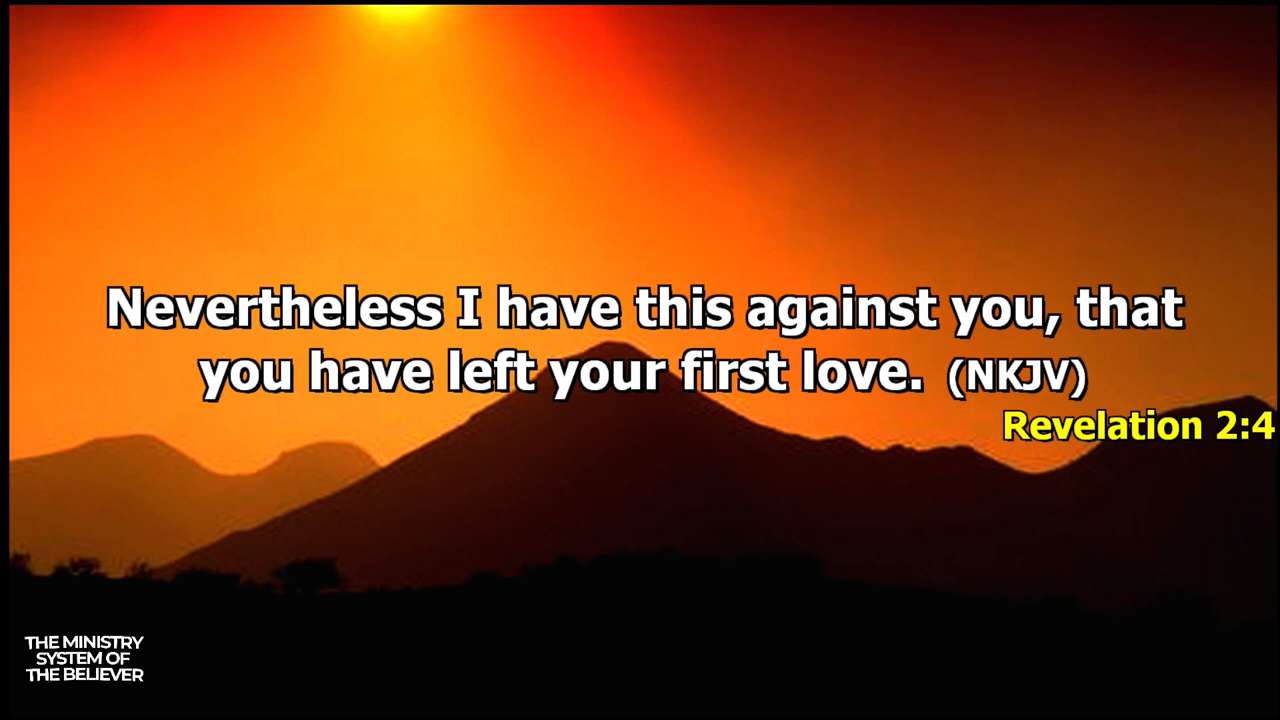 Nevertheless I have this against you, that
you have left your first love. (NKJV)
Revelation 2:4
THE MINISTRY
SYSTEM OF
THE BELIEVER